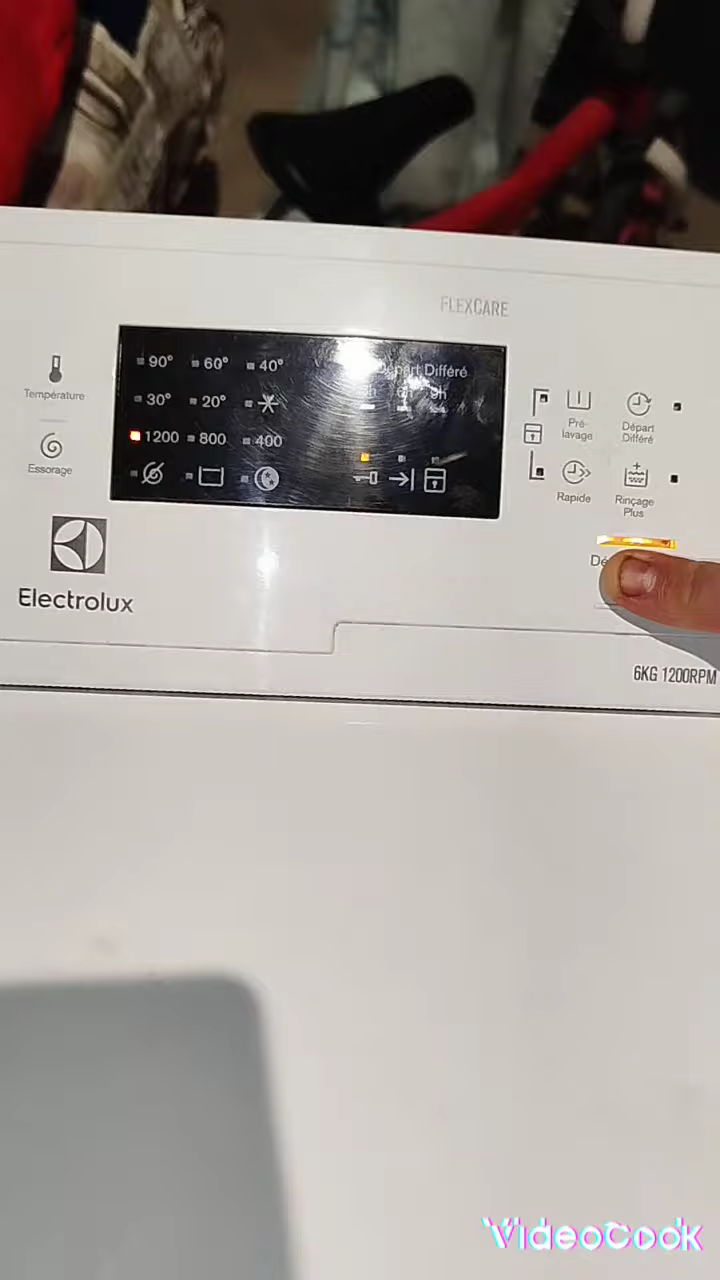 FLEXCARE
Température
Essorage
90° 60° 40°
30° 20°
1200 800 400
Départ Différé
9h
Pré-
lavage
Départ
Différé
Rapide
Rinçage
Plus
Electrolux
6KG 1200RPM
VideoCook